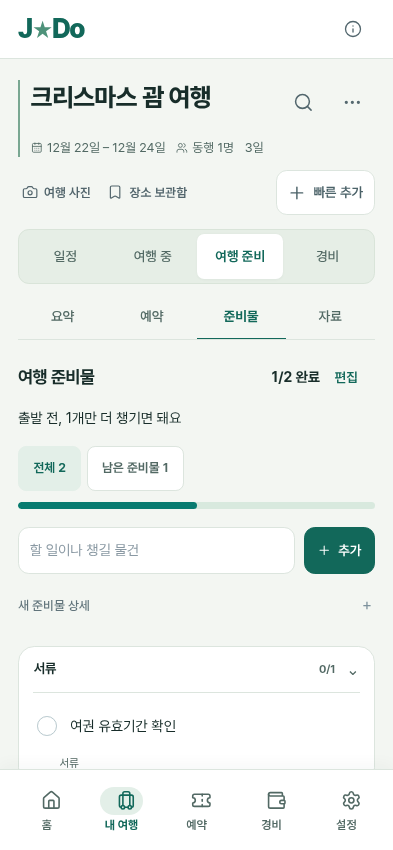 J★Do
크리스마스 괌 여행
12월 22일 – 12월 24일 동행 1명 3일
여행 사진 장소 보관함 빠른 추가
일정 여행 중 여행 준비 경비
요약 예약 준비물 자료
여행 준비물 1/2 완료 편집
출발 전, 1개만 더 챙기면 돼요
전체 2 남은 준비물 1
할 일이나 챙길 물건 + 추가
새 준비물 상세 +
서류 0/1
여권 유효기간 확인
서류
홈 내 여행 예약 경비 설정